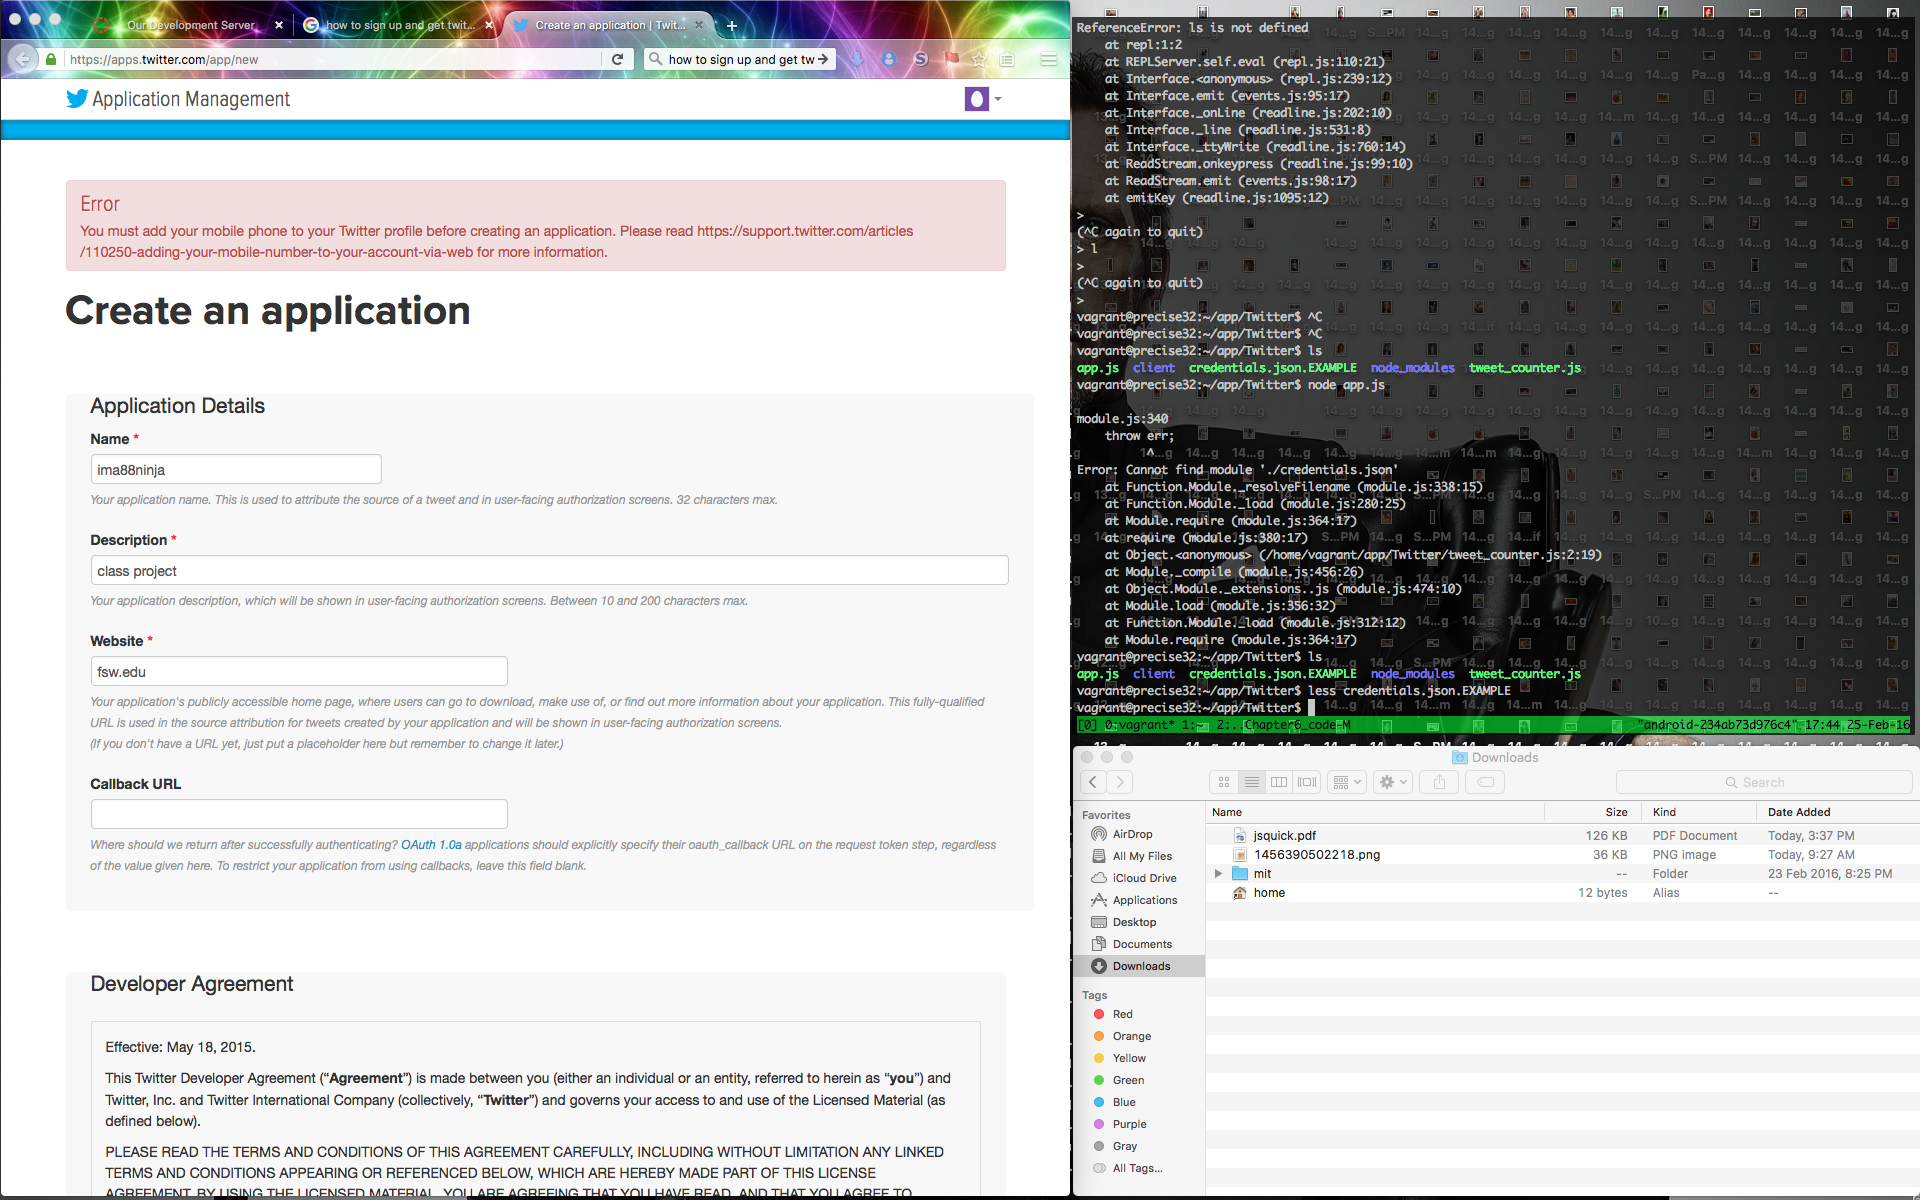 Our Development Server
how to sign up and get twit...
Create an application | Twit...
https://apps.twitter.com/app/new
how to sign up and get tw
Application Management
Error
You must add your mobile phone to your Twitter profile before creating an application. Please read https://support.twitter.com/articles
/110250-adding-your-mobile-number-to-your-account-via-web for more information.
Create an application
Application Details
Name *
ima88ninja
Your application name. This is used to attribute the source of a tweet and in user-facing authorization screens. 32 characters max.
Description *
class project
Your application description, which will be shown in user-facing authorization screens. Between 10 and 200 characters max.
Website *
fsw.edu
Your application's publicly accessible home page, where users can go to download, make use of, or find out more information about your application. This fully-qualified
URL is used in the source attribution for tweets created by your application and will be shown in user-facing authorization screens.
(If you don't have a URL yet, just put a placeholder here but remember to change it later.)
Callback URL
Where should we return after successfully authenticating? OAuth 1.0a applications should explicitly specify their oauth_callback URL on the request token step, regardless
of the value given here. To restrict your application from using callbacks, leave this field blank.
Developer Agreement
Effective: May 18, 2015.
This Twitter Developer Agreement (“Agreement”) is made between you (either an individual or an entity, referred to herein as “you”) and
Twitter, Inc. and Twitter International Company (collectively, “Twitter”) and governs your access to and use of the Licensed Material (as
defined below).
PLEASE READ THE TERMS AND CONDITIONS OF THIS AGREEMENT CAREFULLY, INCLUDING WITHOUT LIMITATION ANY LINKED
TERMS AND CONDITIONS APPEARING OR REFERENCED BELOW, WHICH ARE HEREBY MADE PART OF THIS LICENSE
AGREEMENT. BY USING THE LICENSED MATERIAL, YOU ARE AGREEING THAT YOU HAVE READ, AND THAT YOU AGREE TO
ReferenceError: ls is not defined
at repl:1:2
at REPLServer.self.eval (repl.js:110:21)
at Interface.<anonymous> (repl.js:239:12)
at Interface.emit (events.js:95:17)
at Interface._onLine (readline.js:202:10)
at Interface._line (readline.js:531:8)
at Interface._ttyWrite (readline.js:760:14)
at ReadStream.onkeypress (readline.js:99:10)
at ReadStream.emit (events.js:98:17)
at emitKey (readline.js:1095:12)
>
(^C again to quit)
> l
>
(^C again to quit)
>
vagrant@precise32:~/app/Twitter$ ^C
vagrant@precise32:~/app/Twitter$ ^C
vagrant@precise32:~/app/Twitter$ ls
app.js client credentials.json.EXAMPLE node_modules tweet_counter.js
vagrant@precise32:~/app/Twitter$ node app.js
module.js:340
throw err;
^
Error: Cannot find module './credentials.json'
at Function.Module._resolveFilename (module.js:338:15)
at Function.Module._load (module.js:280:25)
at Module.require (module.js:364:17)
at require (module.js:380:17)
at Object.<anonymous> (/home/vagrant/app/Twitter/tweet_counter.js:2:19)
at Module._compile (module.js:456:26)
at Object.Module._extensions..js (module.js:474:10)
at Module.load (module.js:356:32)
at Function.Module._load (module.js:312:12)
at Module.require (module.js:364:17)
vagrant@precise32:~/app/Twitter$ ls
app.js client credentials.json.EXAMPLE node_modules tweet_counter.js
vagrant@precise32:~/app/Twitter$ less credentials.json.EXAMPLE
vagrant@precise32:~/app/Twitter$
[0] 0:vagrant* 1:~ 2:..Chapter6_code-M "android-234ab73d976c4" 17:44 25-Feb-16
Downloads
Search
Favorites
AirDrop
All My Files
iCloud Drive
Applications
Desktop
Documents
Downloads
Tags
Red
Orange
Yellow
Green
Blue
Purple
Gray
All Tags...
Name Size Kind Date Added
jsquick.pdf 126 KB PDF Document Today, 3:37 PM
1456390502218.png 36 KB PNG image Today, 9:27 AM
mit -- Folder 23 Feb 2016, 8:25 PM
home 12 bytes Alias --